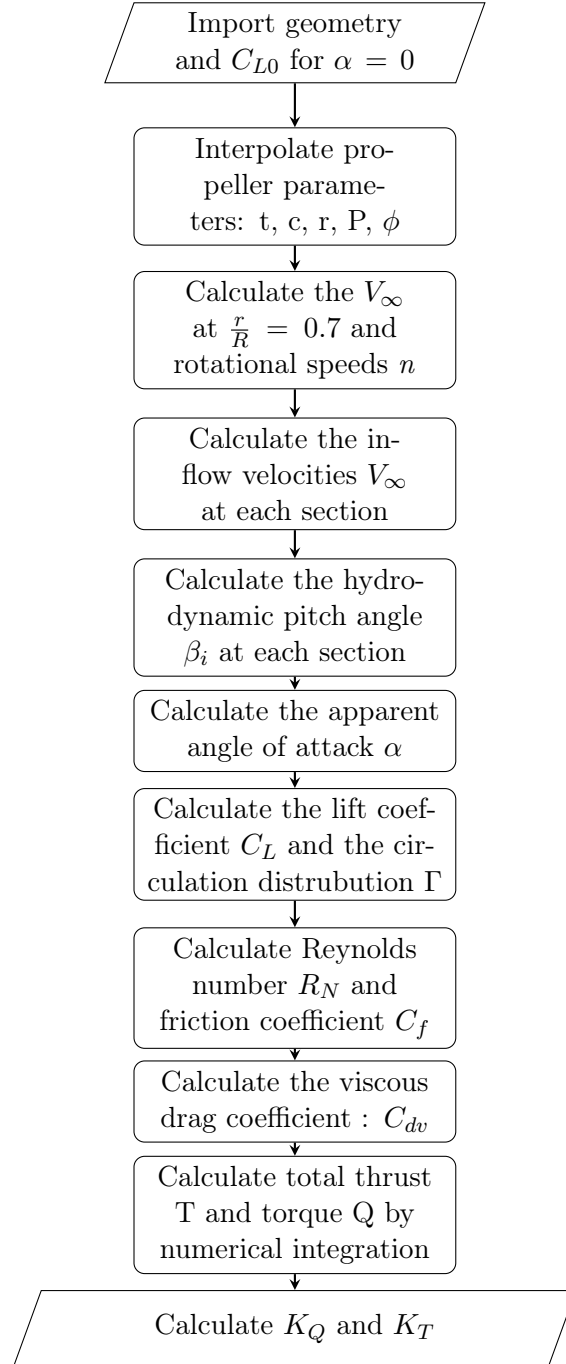 Import geometry
and $C_{L0}$ for $\alpha = 0$
Interpolate pro-
peller parame-
ters: t, c, r, P, $\phi$
Calculate the $V_\infty$
at $\frac{r}{R} = 0.7$ and
rotational speeds $n$
Calculate the in-
flow velocities $V_\infty$
at each section
Calculate the hydro-
dynamic pitch angle
$\beta_i$ at each section
Calculate the apparent
angle of attack $\alpha$
Calculate the lift coef-
ficient $C_L$ and the cir-
culation distrubution $\Gamma$
Calculate Reynolds
number $R_N$ and
friction coefficient $C_f$
Calculate the viscous
drag coefficient : $C_{dv}$
Calculate total thrust
T and torque Q by
numerical integration
Calculate $K_Q$ and $K_T$